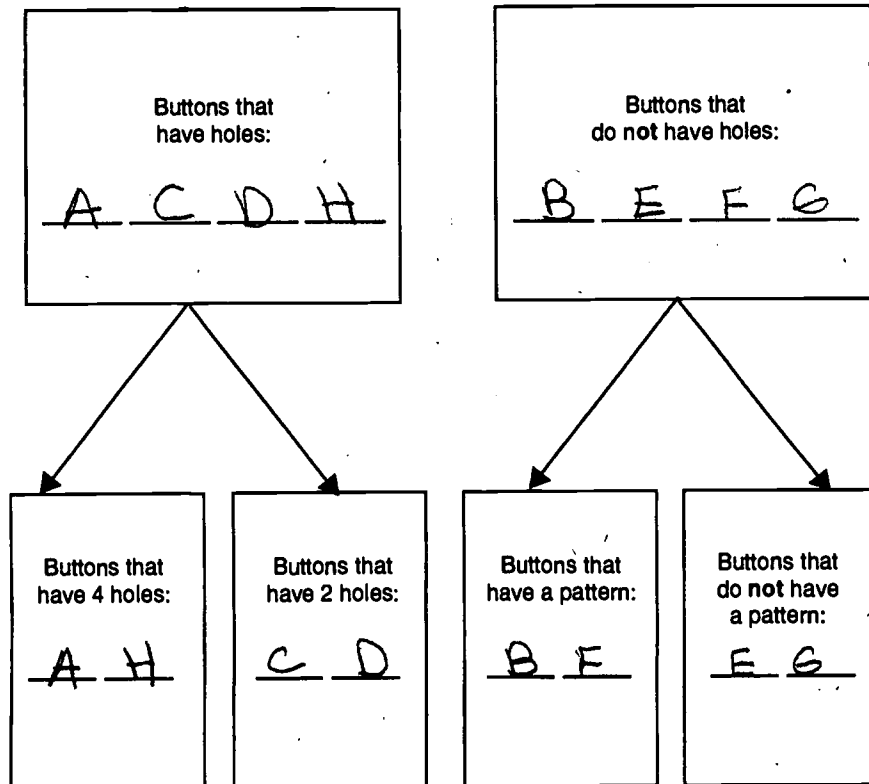 Buttons that
have holes:
A C D H
Buttons that
do not have holes:
B E F G
Buttons that
have 4 holes:
A H
Buttons that
have 2 holes:
C D
Buttons that
have a pattern:
B F
Buttons that
do not have
a pattern:
E G